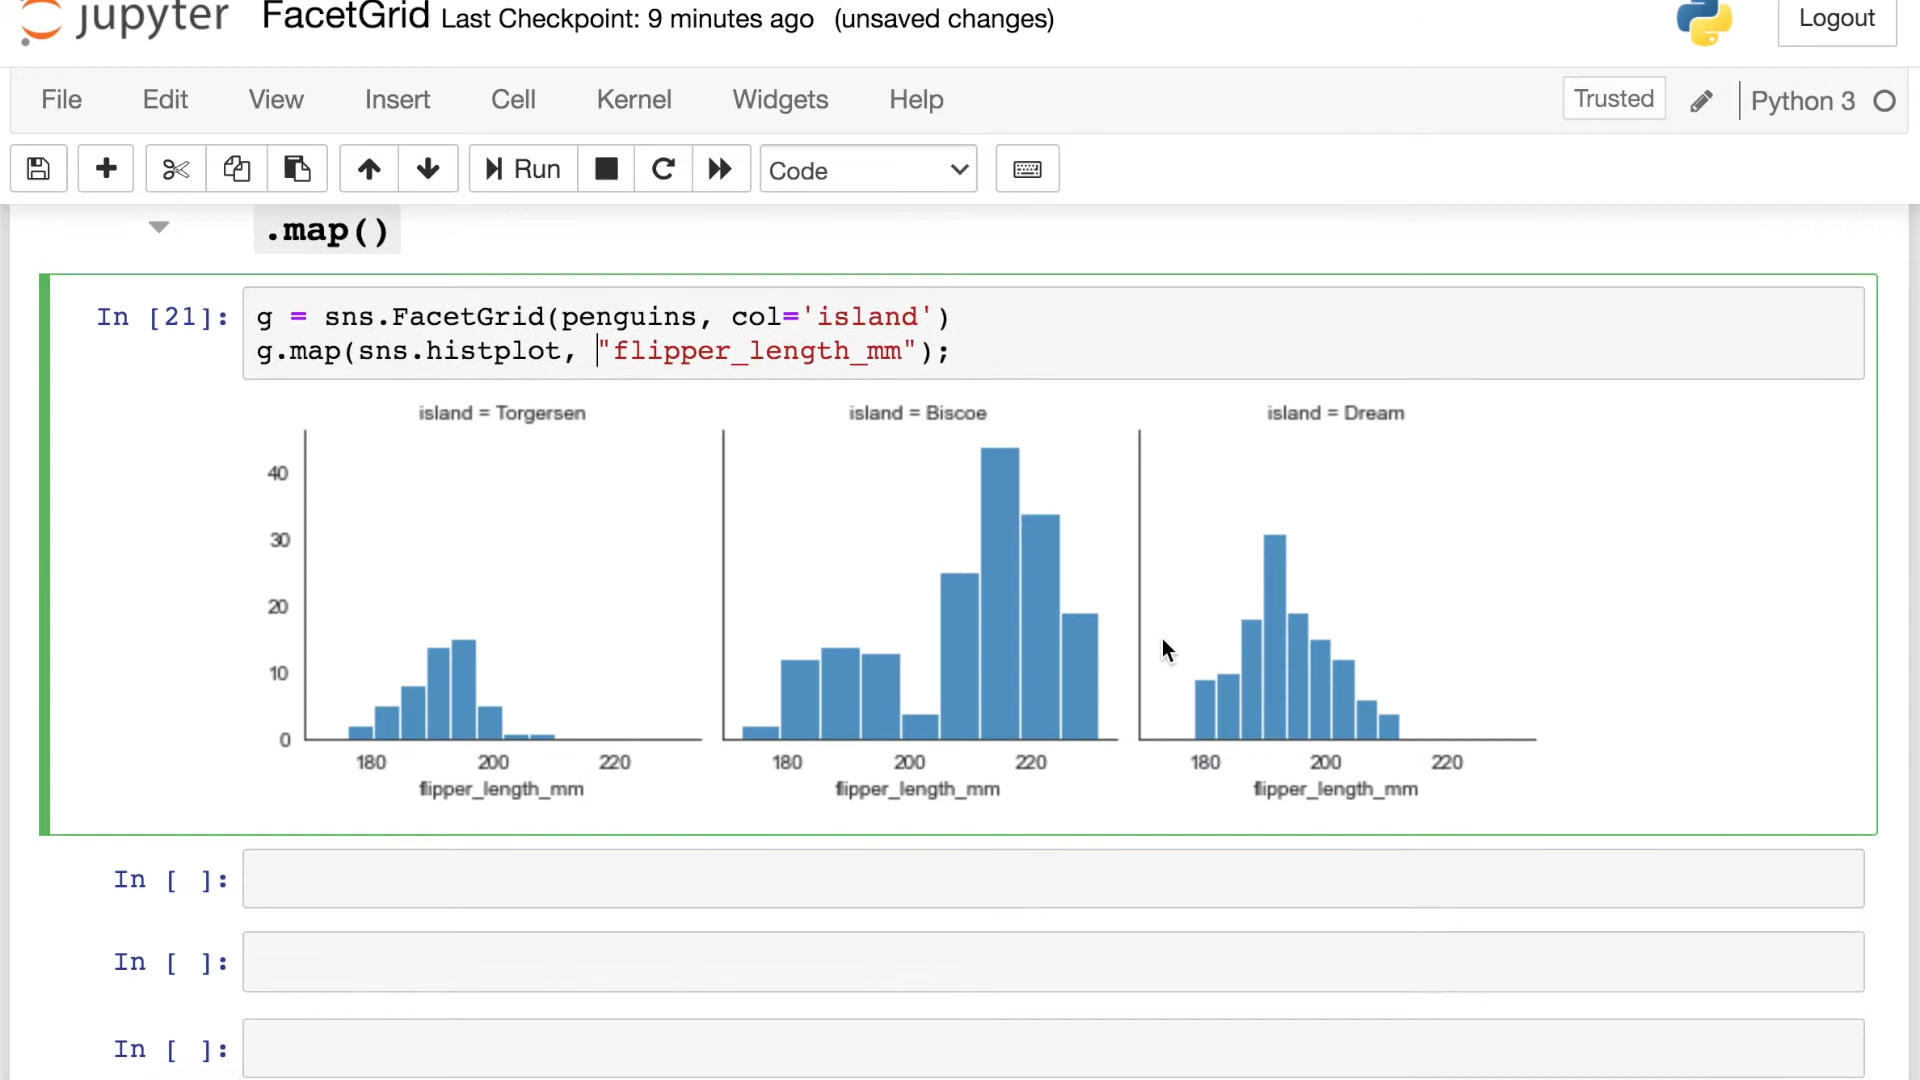 jupyter FacetGrid Last Checkpoint: 9 minutes ago (unsaved changes) Logout
File Edit View Insert Cell Kernel Widgets Help Trusted Python 3
Run Code
.map()
In [21]: g = sns.FacetGrid(penguins, col='island')
g.map(sns.histplot, "flipper_length_mm");
island = Torgersen island = Biscoe island = Dream
40
30
20
10
0
180 200 220 180 200 220 180 200 220
flipper_length_mm flipper_length_mm flipper_length_mm
In [ ]:
In [ ]:
In [ ]: